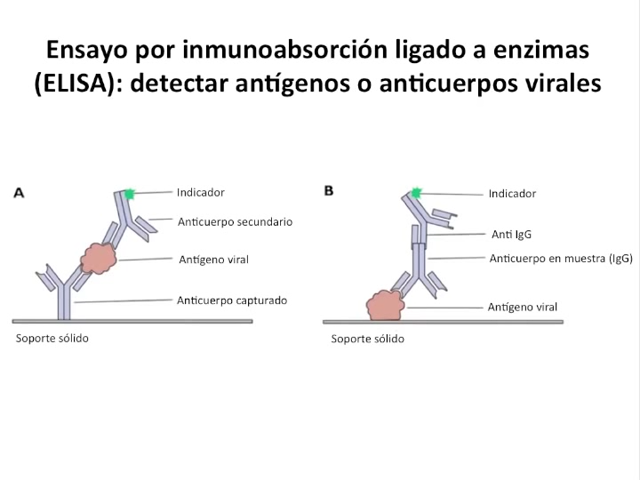 Ensayo por inmunoabsorción ligado a enzimas
(ELISA): detectar antígenos o anticuerpos virales
A
Indicador
Anticuerpo secundario
Antígeno viral
Anticuerpo capturado
Soporte sólido
B
Indicador
Anti IgG
Anticuerpo en muestra (IgG)
Antígeno viral
Soporte sólido